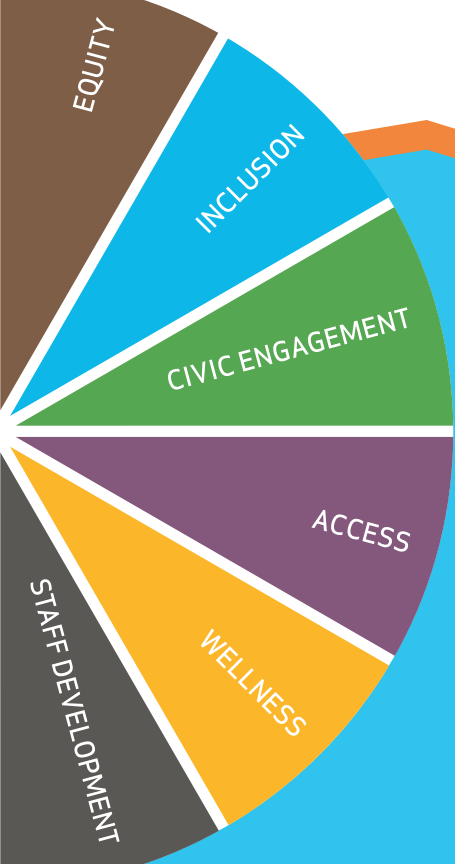 EQUITY
INCLUSION
CIVIC ENGAGEMENT
ACCESS
WELLNESS
STAFF DEVELOPMENT